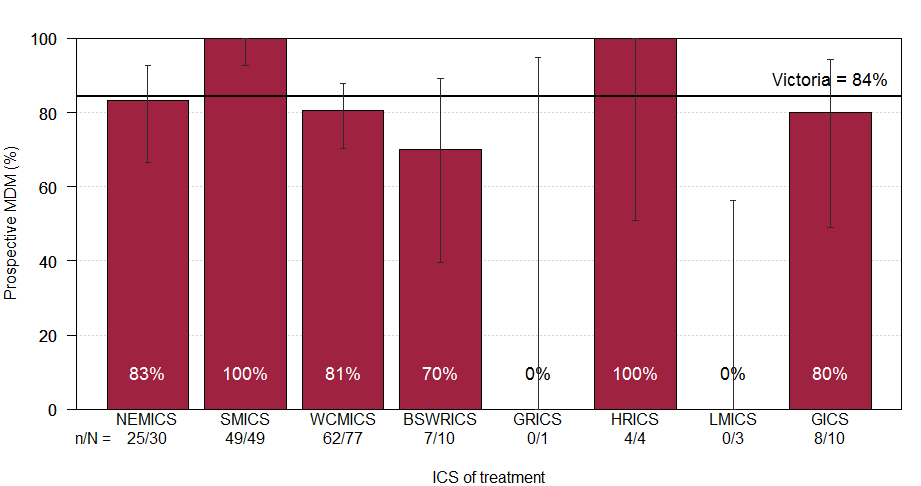 Prospective MDM (%)
100
80
60
40
20
0
Victoria = 84%
83% 100% 81% 70% 0% 100% 0% 80%
NEMICS SMICS WCMICS BSWRICS GRICS HRICS LMICS GICS
n/N = 25/30 49/49 62/77 7/10 0/1 4/4 0/3 8/10
ICS of treatment